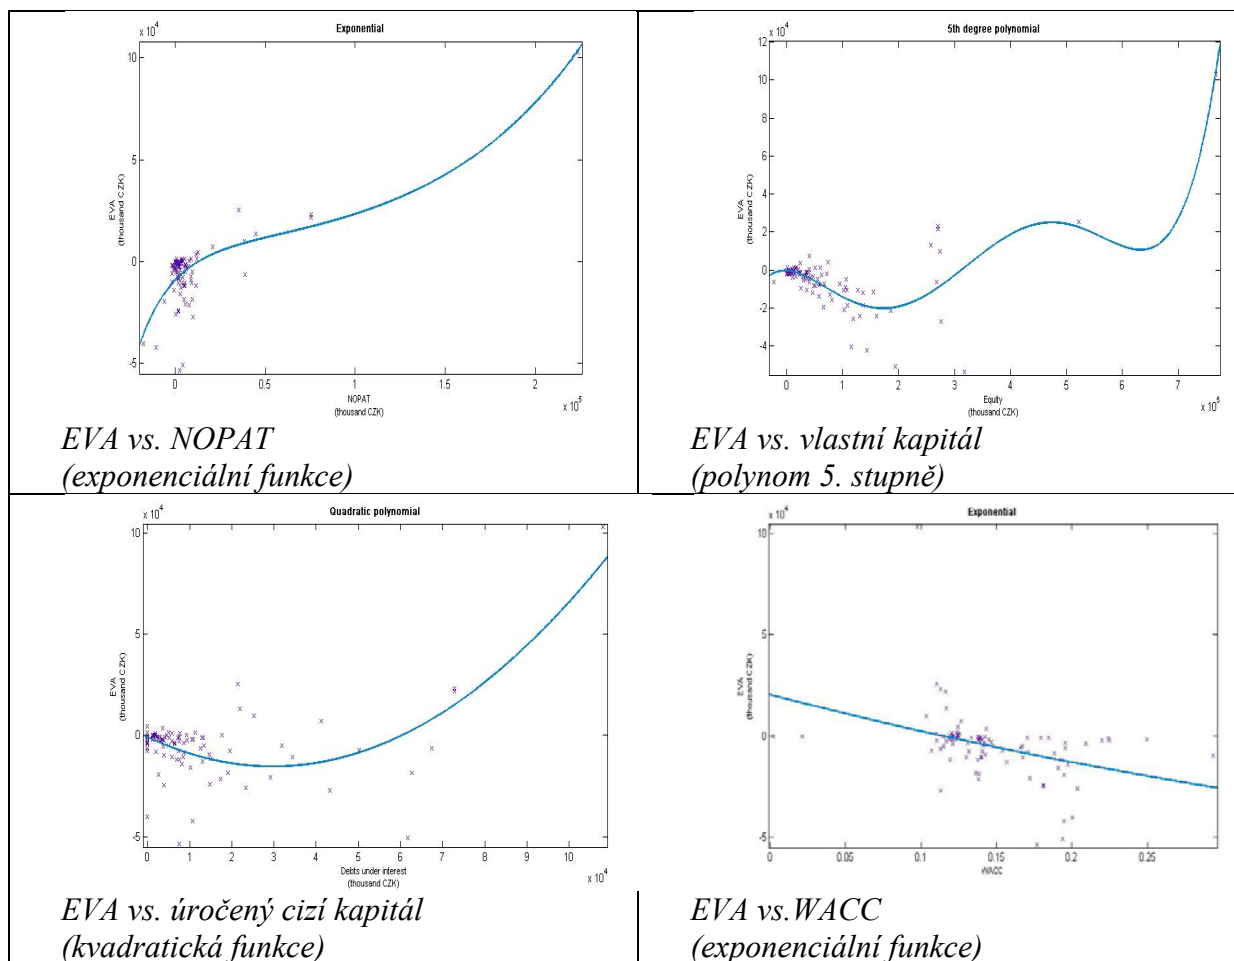 Exponential
x 10⁴
10
5
0
-5
EVA
(thousand CZK)
0 0.5 1 1.5 2
NOPAT
(thousand CZK)
x 10⁵
EVA vs. NOPAT
(exponenciální funkce)
5th degree polynomial
x 10⁴
12
10
8
6
4
2
0
-2
-4
EVA
(thousand CZK)
0 1 2 3 4 5 6 7
Equity
(thousand CZK)
x 10⁵
EVA vs. vlastní kapitál
(polynom 5. stupně)
Quadratic polynomial
x 10⁴
10
5
0
-5
EVA
(thousand CZK)
0 1 2 3 4 5 6 7 8 9 10
Debts under interest
(thousand CZK)
x 10⁴
EVA vs. úročený cizí kapitál
(kvadratická funkce)
Exponential
x 10⁴
10
5
0
-5
EVA
(thousand CZK)
0 0.05 0.1 0.15 0.2 0.25
WACC
EVA vs.WACC
(exponenciální funkce)